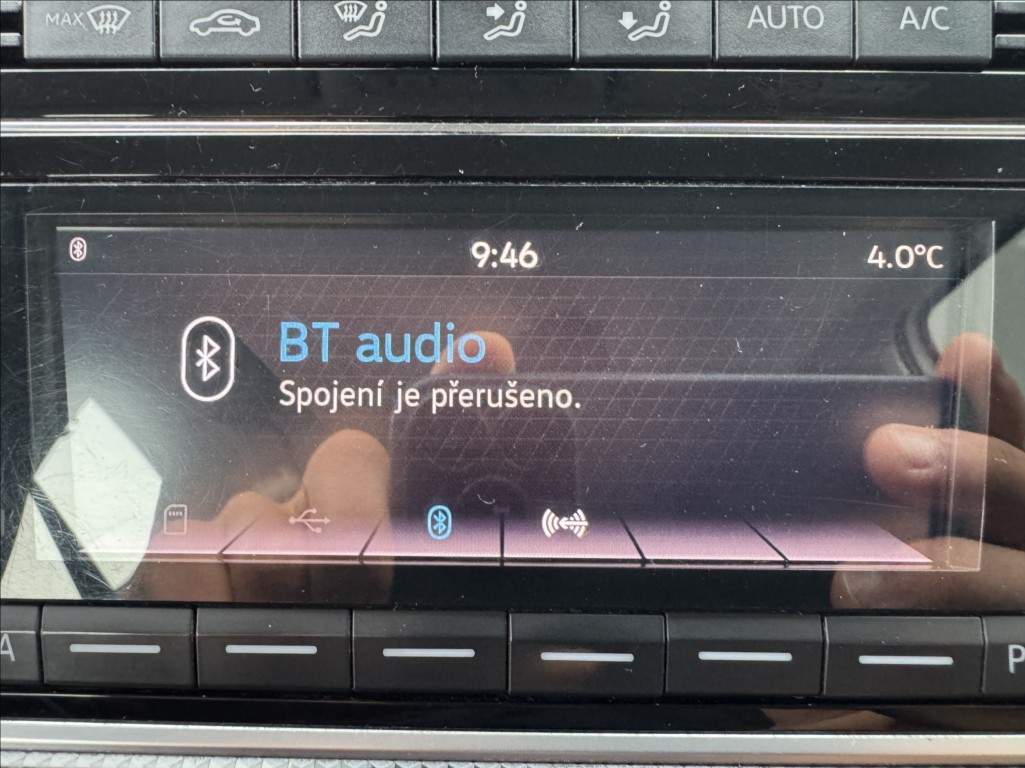 MAX
AUTO
A/C
9:46
4.0°C
BT audio
Spojení je přerušeno.
A
P